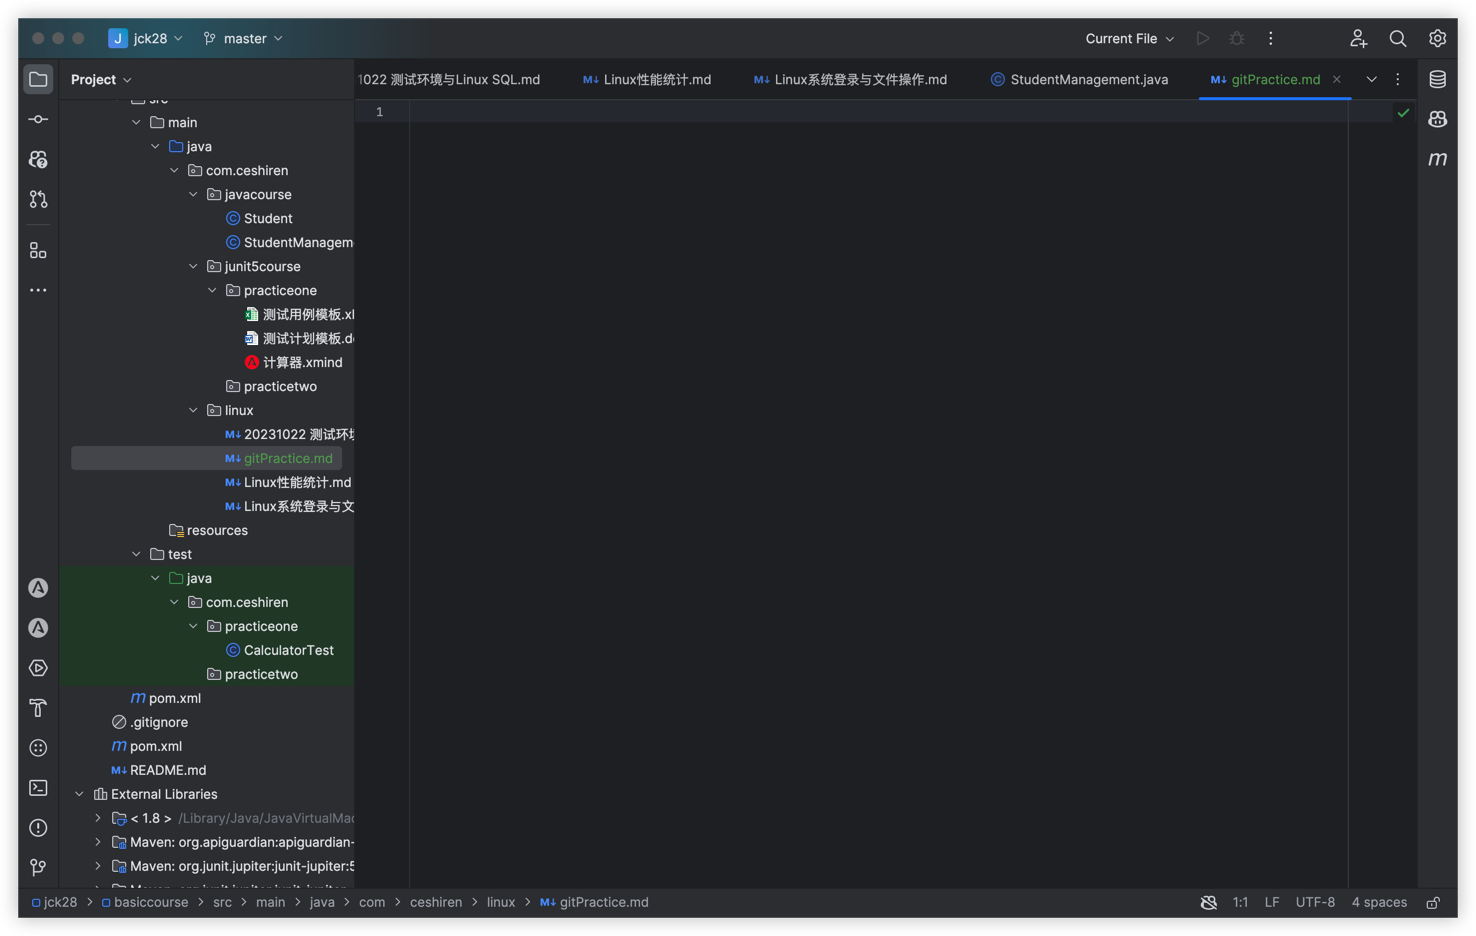 J jck28 master Current File
Project
1022 测试环境与Linux SQL.md M↓ Linux性能统计.md M↓ Linux系统登录与文件操作.md © StudentManagement.java M↓ gitPractice.md
src
1
main
java
com.ceshiren
javacourse
Student
StudentManagem
junit5course
practiceone
测试用例模板.xl
测试计划模板.do
计算器.xmind
practicetwo
linux
M↓ 20231022 测试环境
M↓ gitPractice.md
M↓ Linux性能统计.md
M↓ Linux系统登录与文
resources
test
java
com.ceshiren
practiceone
CalculatorTest
practicetwo
m pom.xml
.gitignore
m pom.xml
M↓ README.md
External Libraries
< 1.8 > /Library/Java/JavaVirtualMac
Maven: org.apiguardian:apiguardian-
Maven: org.junit.jupiter:junit-jupiter:5
Maven: org.junit.jupiter:junit-jupiter-
jck28 > basiccourse > src > main > java > com > ceshiren > linux > M↓ gitPractice.md 1:1 LF UTF-8 4 spaces